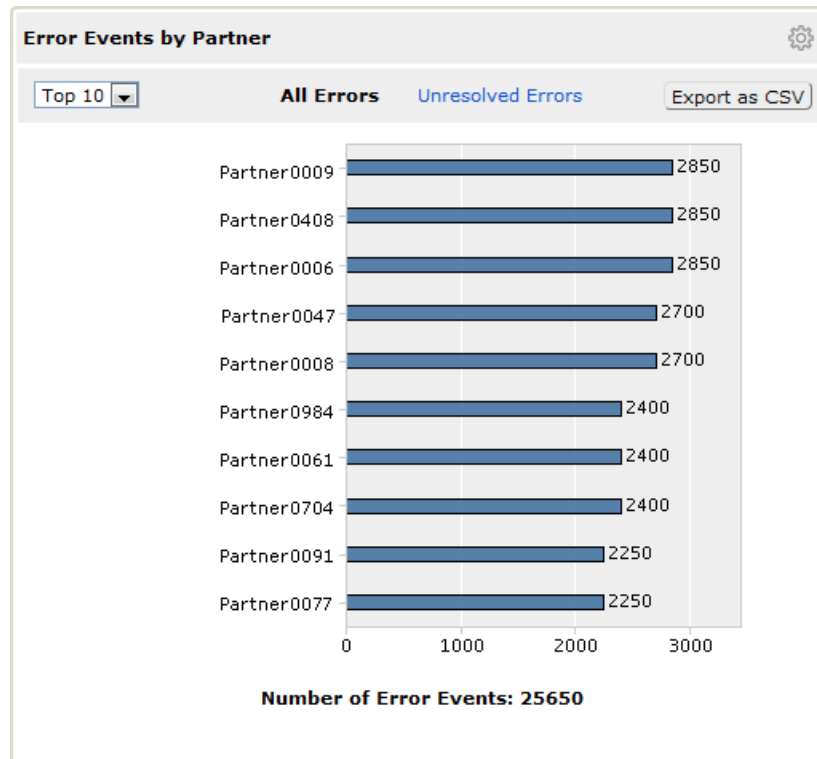 Error Events by Partner
Top 10 All Errors Unresolved Errors Export as CSV
Partner0009 2850
Partner0408 2850
Partner0006 2850
Partner0047 2700
Partner0008 2700
Partner0984 2400
Partner0061 2400
Partner0704 2400
Partner0091 2250
Partner0077 2250
0 1000 2000 3000
Number of Error Events: 25650